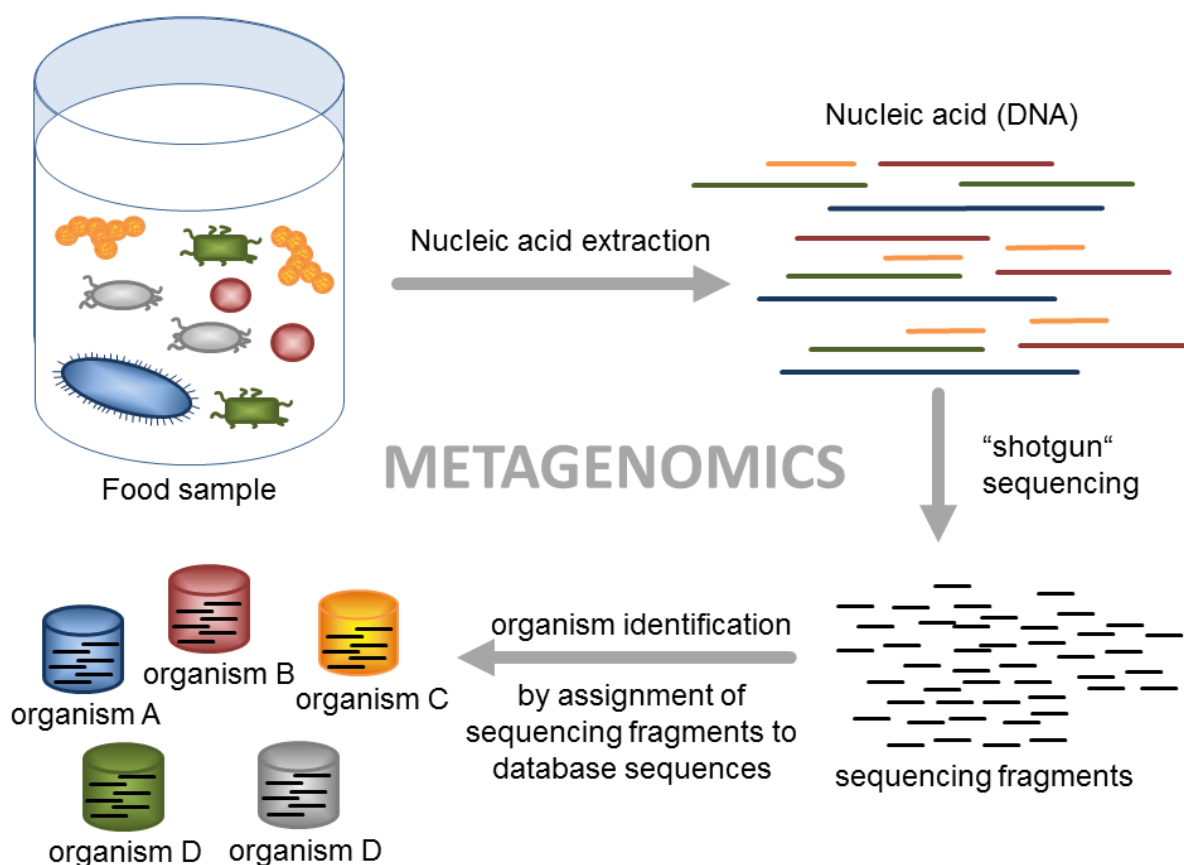 Nucleic acid (DNA)
Nucleic acid extraction
Food sample
METAGENOMICS
“shotgun“
sequencing
sequencing fragments
organism identification
by assignment of
sequencing fragments to
database sequences
organism A
organism B
organism C
organism D
organism D